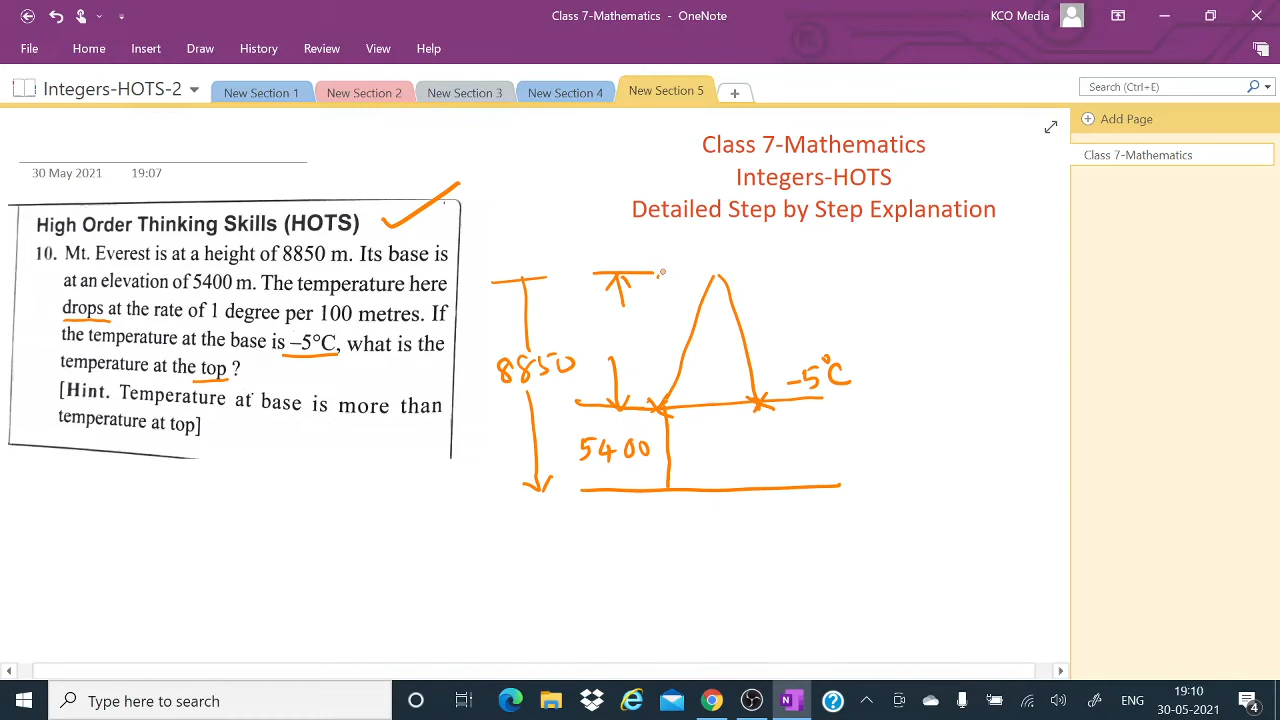 Class 7-Mathematics - OneNote
KCO Media
File Home Insert Draw History Review View Help
Integers-HOTS-2
New Section 1
New Section 2
New Section 3
New Section 4
New Section 5
Search (Ctrl+E)
Add Page
Class 7-Mathematics
30 May 2021 19:07
Class 7-Mathematics
Integers-HOTS
Detailed Step by Step Explanation
High Order Thinking Skills (HOTS)
10. Mt. Everest is at a height of 8850 m. Its base is
at an elevation of 5400 m. The temperature here
drops at the rate of 1 degree per 100 metres. If
the temperature at the base is –5°C, what is the
temperature at the top ?
[Hint. Temperature at base is more than
temperature at top]
8850
-5°C
5400
Type here to search
ENG
19:10
30-05-2021
4